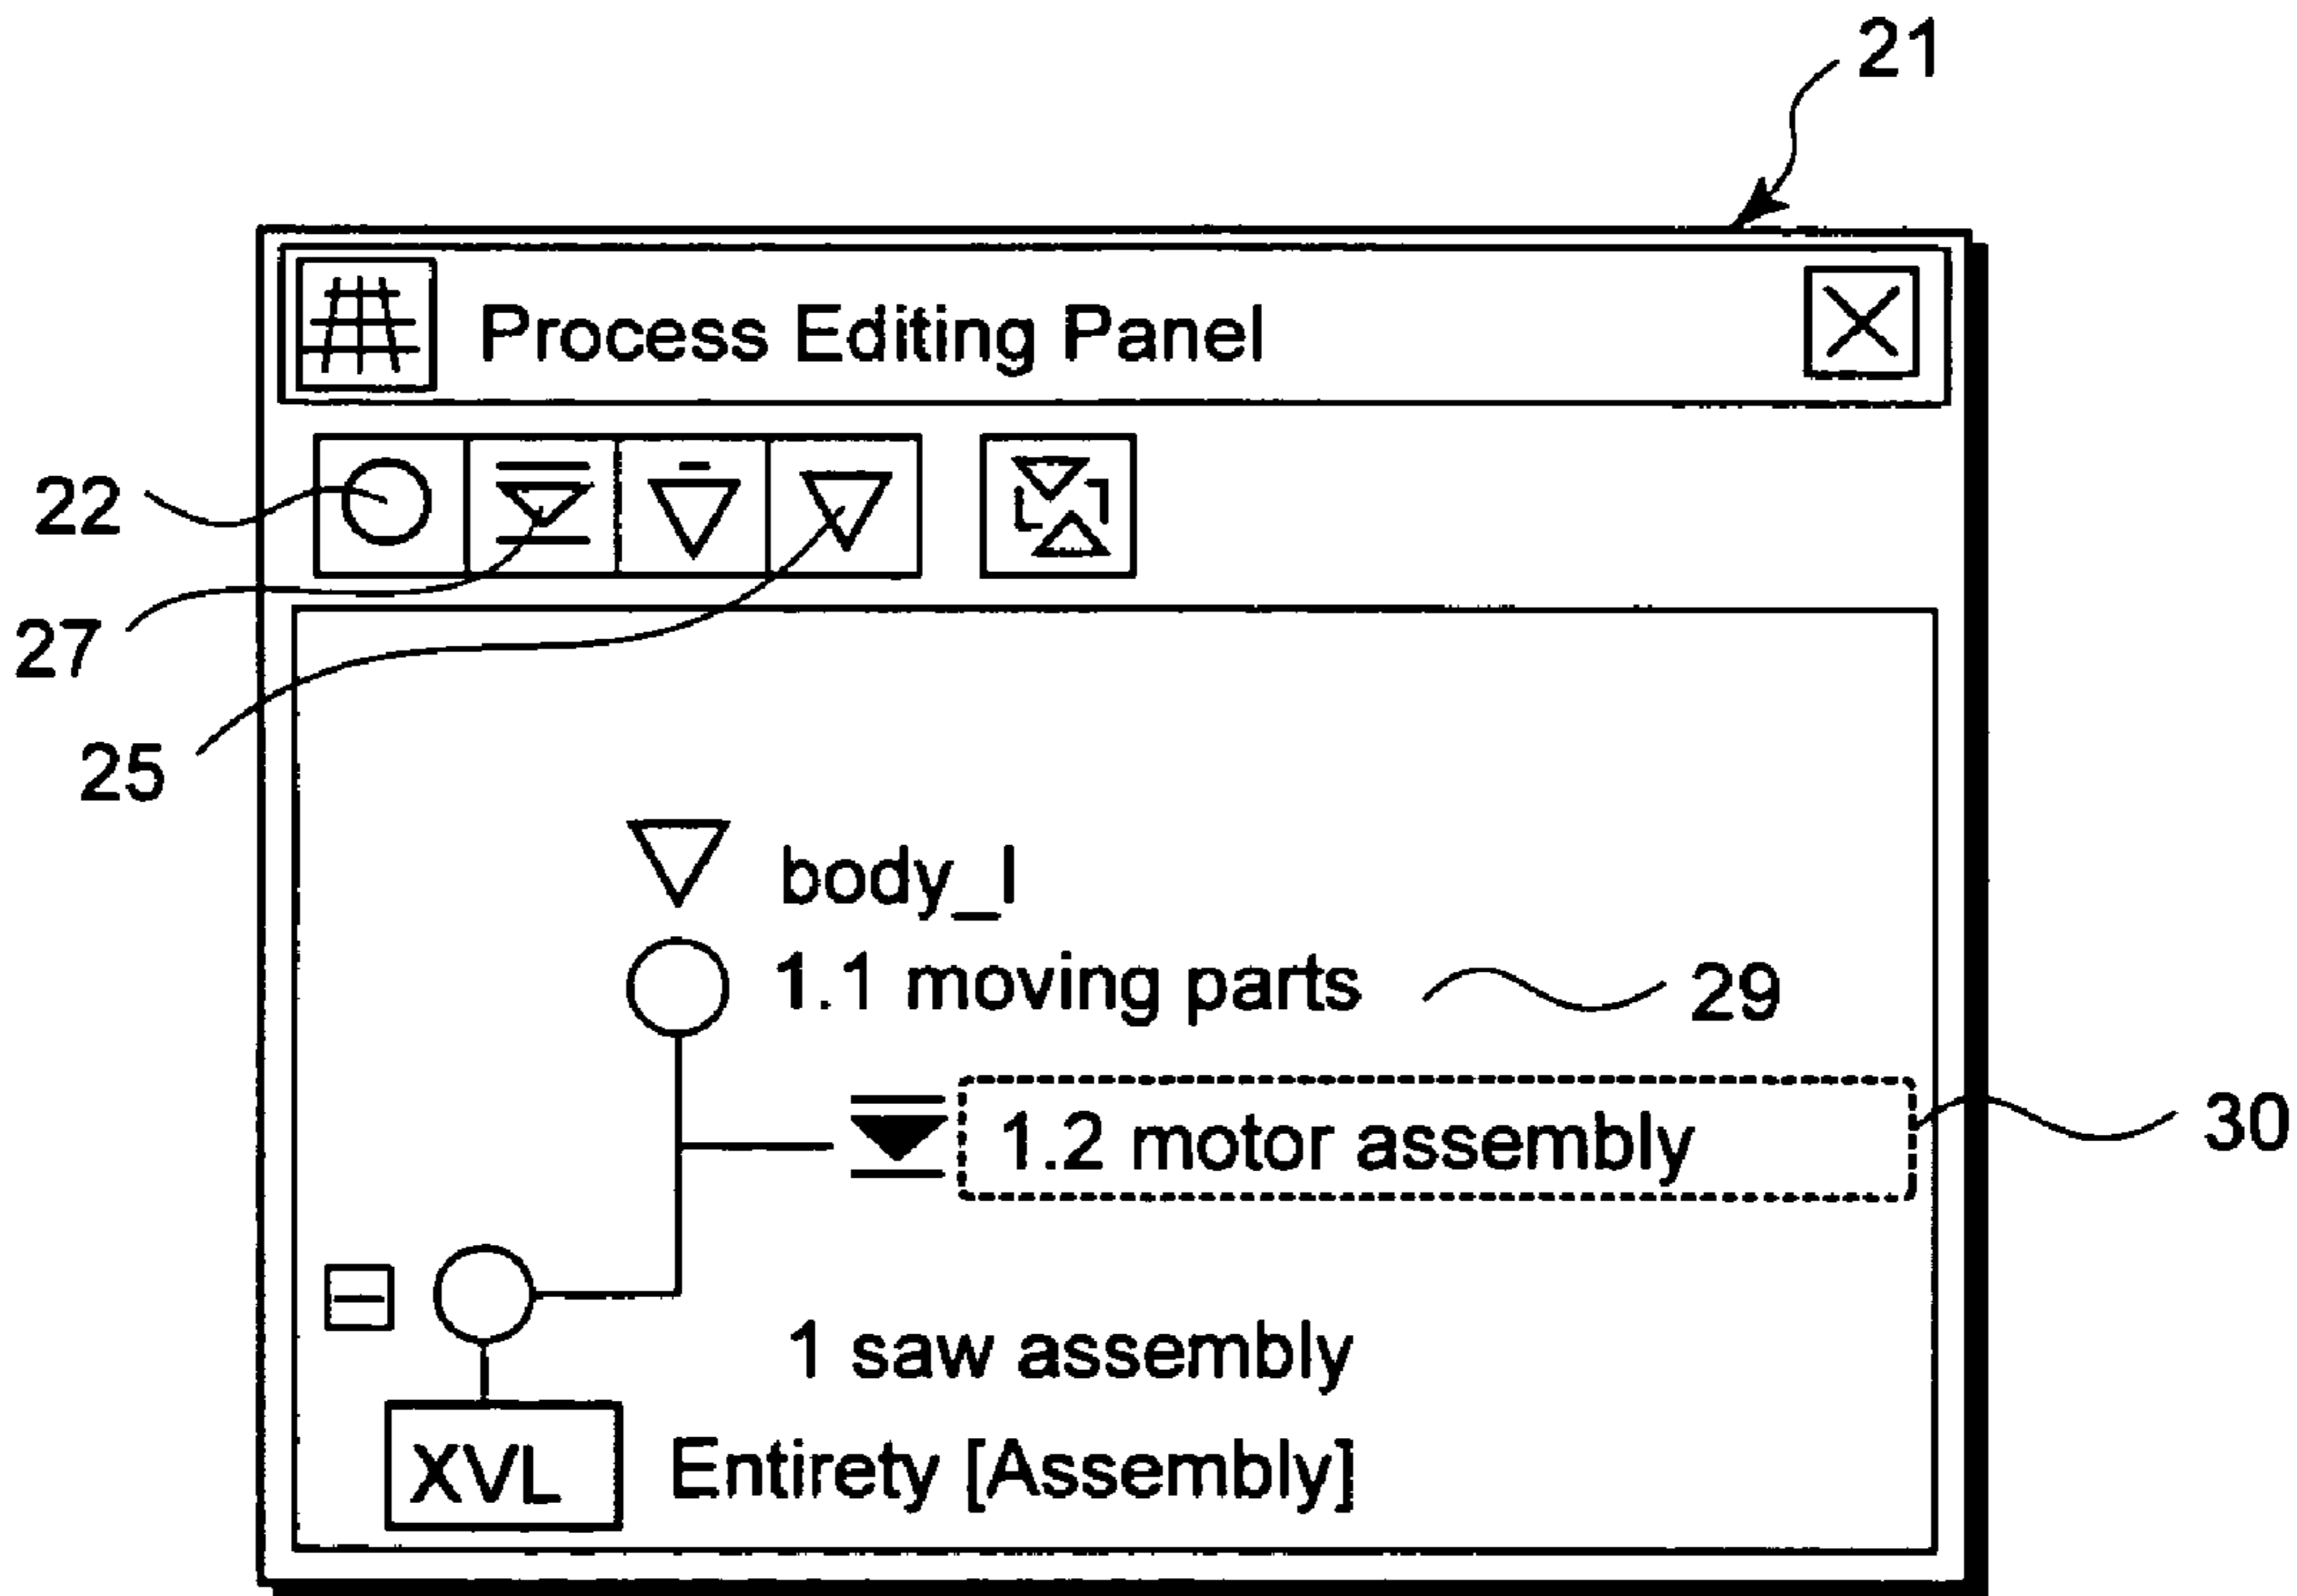 21
Process Editing Panel
22
27
25
body_l
1.1 moving parts 29
1.2 motor assembly 30
1 saw assembly
XVL Entirety [Assembly]